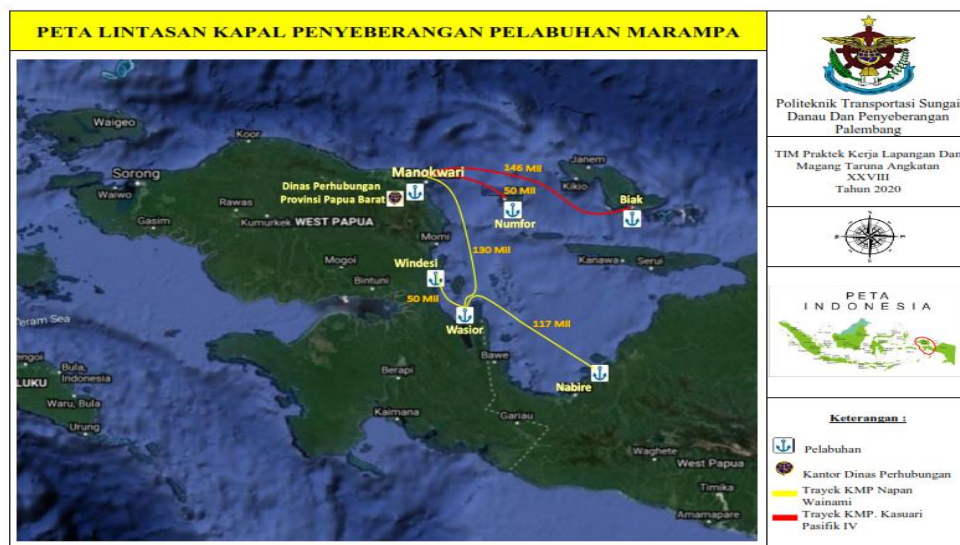 PETA LINTASAN KAPAL PENYEBERANGAN PELABUHAN MARAMPA
Waigeo
Koor
Sorong
Waiwo
Gasim
Rawas
Kumurkek
WEST PAPUA
Mogoi
Bintuni
Manokwari
Dinas Perhubungan
Provinsi Papua Barat
146 Mil
50 Mil
Numfor
Janem
Kikio
Biak
Momi
130 Mil
Windesi
50 Mil
Wasior
Kanawa
Serui
117 Mil
Nabire
Bawe
Berapi
Kaimana
Gariau
Bula,
Indonesia
Waru, Bula
Urung
Waghete
West Papua
Timika
Amamapare
Politeknik Transportasi Sungai
Danau Dan Penyeberangan
Palembang
TIM Praktek Kerja Lapangan Dan
Magang Taruna Angkatan
XXVIII
Tahun 2020
PETA
INDONESIA
Keterangan :
Pelabuhan
Kantor Dinas Perhubungan
Trayek KMP Napan
Wainami
Trayek KMP. Kasuari
Pasifik IV